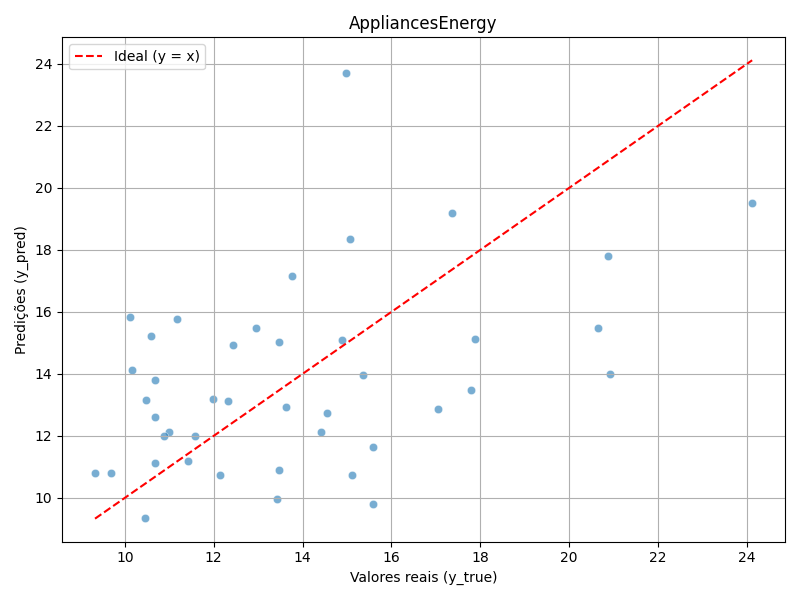 AppliancesEnergy
Ideal (y = x)
24
22
20
18
16
14
12
10
Predições (y_pred)
10 12 14 16 18 20 22 24
Valores reais (y_true)